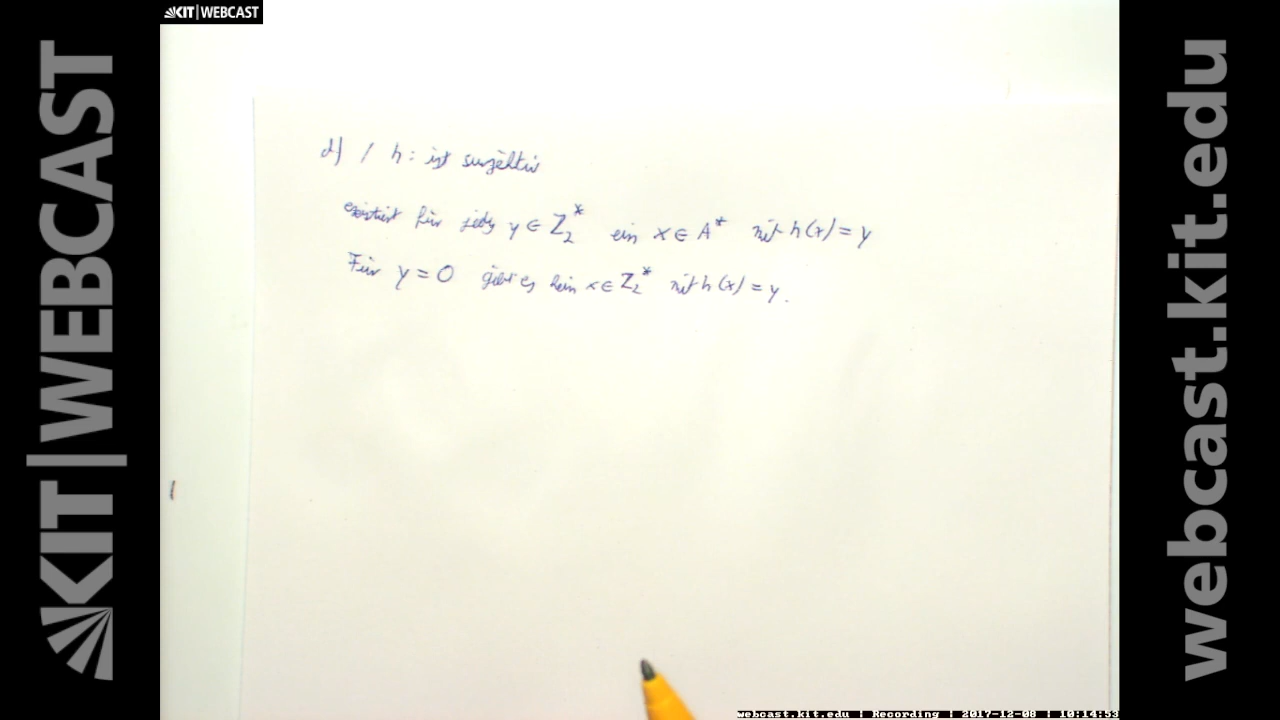 KIT WEBCAST
KIT|WEBCAST
d) / h: ist surjektiv
existiert für jedes y ∈ Z₂* ein x ∈ A* mit h(x) = y
Für y = 0 gibt es kein x ∈ Z₂* mit h(x) = y.
webcast.kit.edu
webcast.kit.edu | Recording | 2017-12-08 | 10:14:53